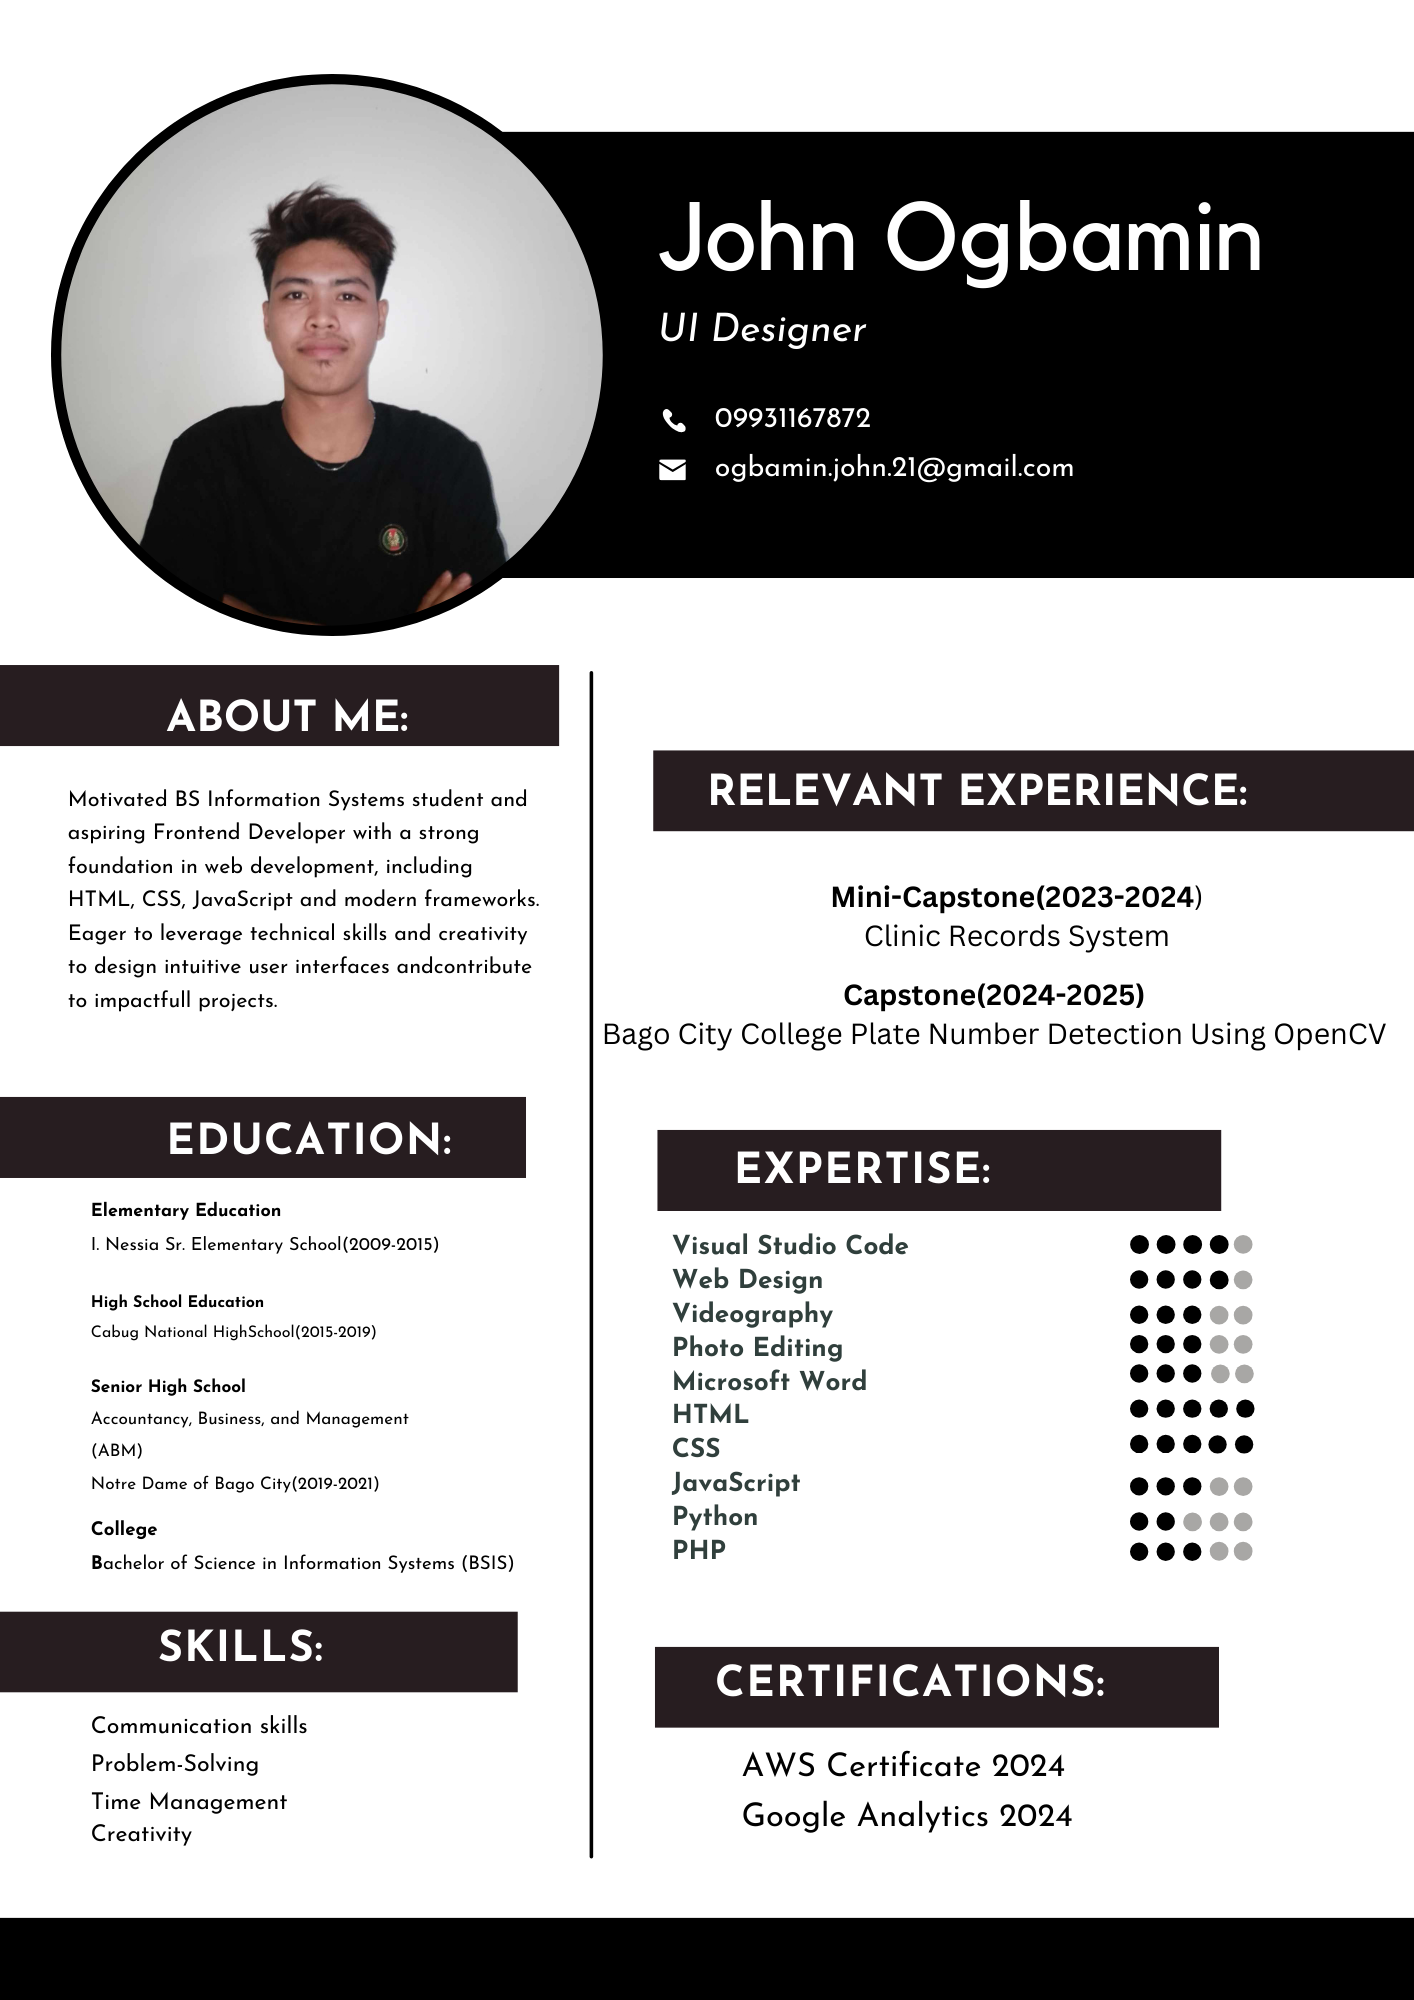 John Ogbamin
UI Designer
09931167872
ogbamin.john.21@gmail.com
ABOUT ME:
Motivated BS Information Systems student and
aspiring Frontend Developer with a strong
foundation in web development, including
HTML, CSS, JavaScript and modern frameworks.
Eager to leverage technical skills and creativity
to design intuitive user interfaces andcontribute
to impactfull projects.
EDUCATION:
Elementary Education
I. Nessia Sr. Elementary School(2009-2015)
High School Education
Cabug National HighSchool(2015-2019)
Senior High School
Accountancy, Business, and Management
(ABM)
Notre Dame of Bago City(2019-2021)
College
Bachelor of Science in Information Systems (BSIS)
SKILLS:
Communication skills
Problem-Solving
Time Management
Creativity
RELEVANT EXPERIENCE:
Mini-Capstone(2023-2024)
Clinic Records System
Capstone(2024-2025)
Bago City College Plate Number Detection Using OpenCV
EXPERTISE:
Visual Studio Code
Web Design
Videography
Photo Editing
Microsoft Word
HTML
CSS
JavaScript
Python
PHP
CERTIFICATIONS:
AWS Certificate 2024
Google Analytics 2024